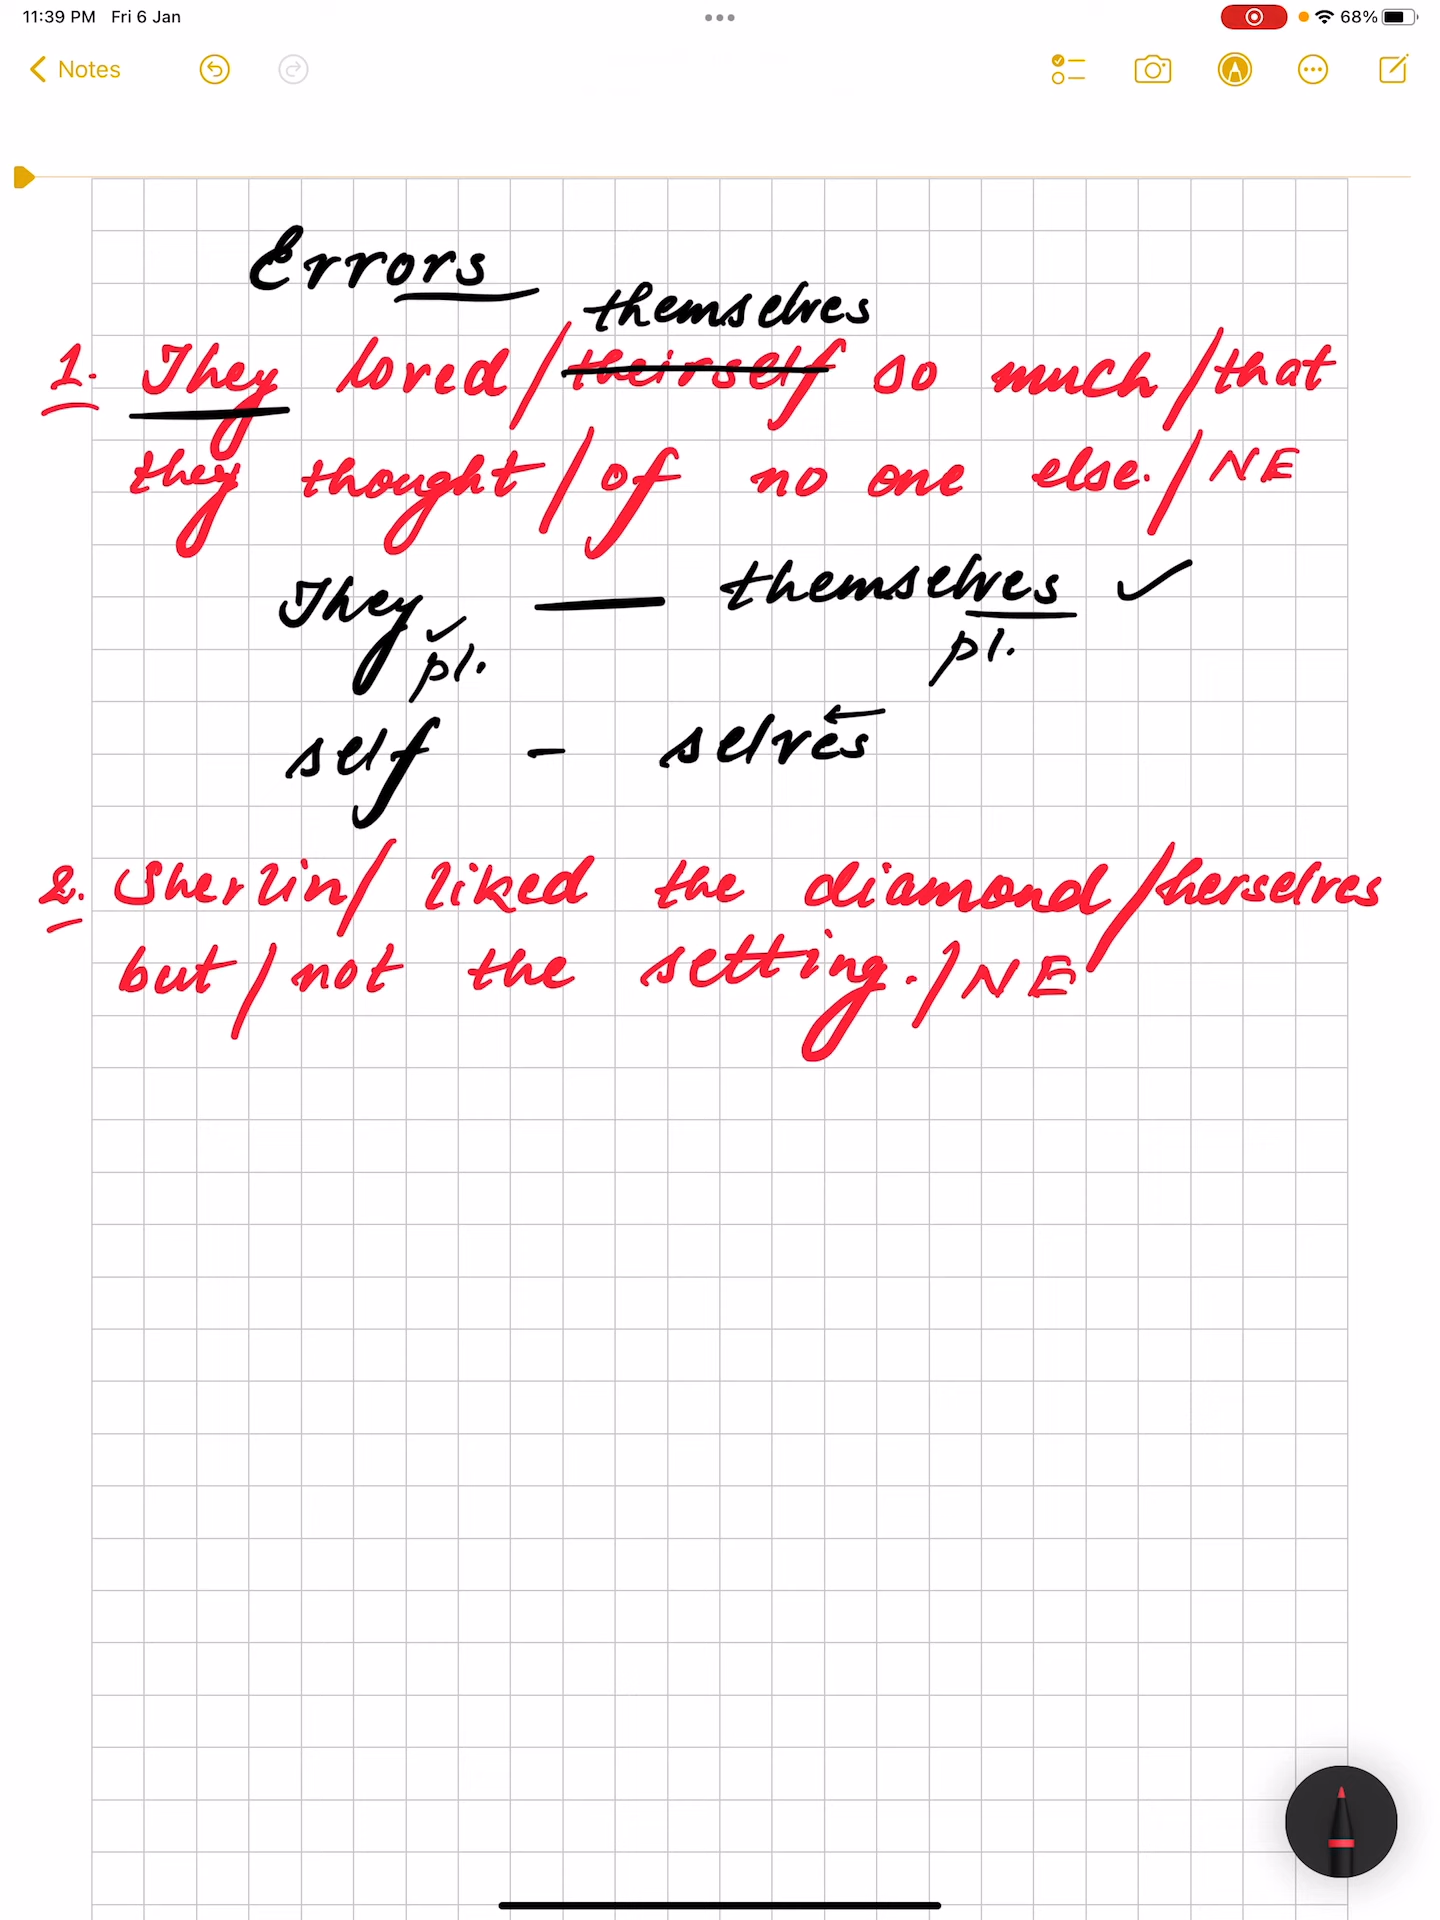 11:39 PM Fri 6 Jan
68%
Notes
Errors
themselves
1. They loved / theirself so much / that
they thought / of no one else. / NE
They — themselves ✓
pl. pl.
self - selves
2. Sherlin / liked the diamond / herselves
but / not the setting. / NE